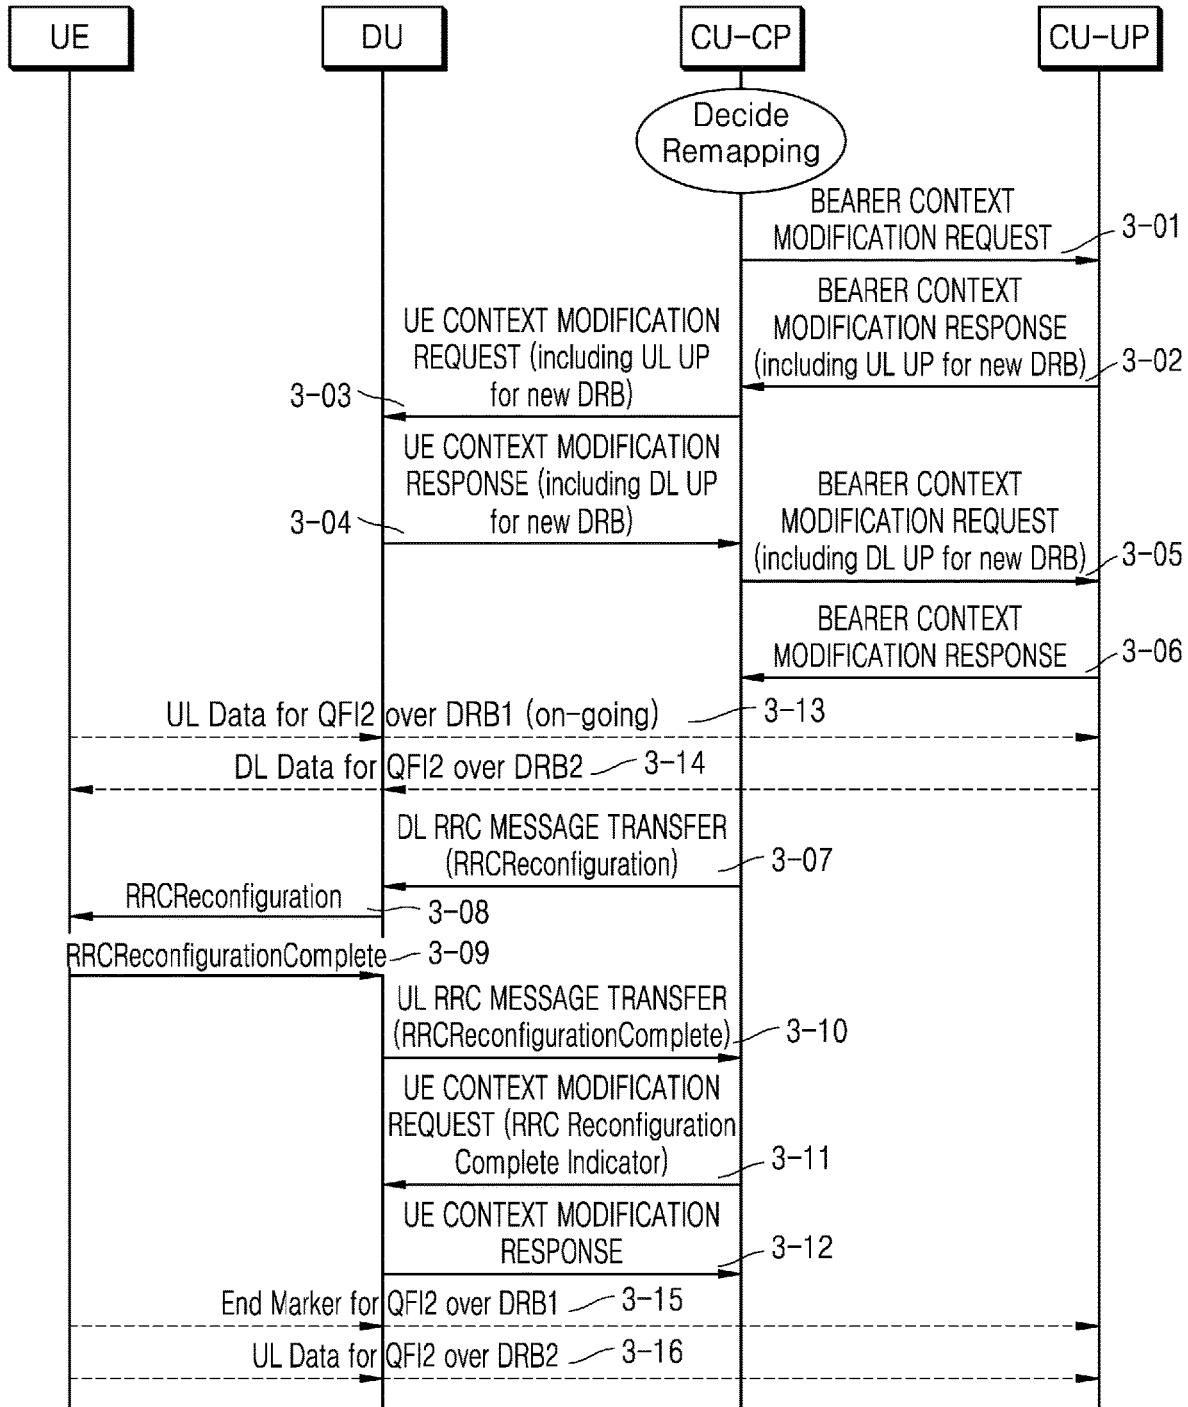 UE
DU
CU-CP
CU-UP
Decide
Remapping
BEARER CONTEXT
MODIFICATION REQUEST
3-01
BEARER CONTEXT
MODIFICATION RESPONSE
(including UL UP for new DRB)
3-02
UE CONTEXT MODIFICATION
REQUEST (including UL UP
for new DRB)
3-03
UE CONTEXT MODIFICATION
RESPONSE (including DL UP
for new DRB)
3-04
BEARER CONTEXT
MODIFICATION REQUEST
(including DL UP for new DRB)
3-05
BEARER CONTEXT
MODIFICATION RESPONSE
3-06
UL Data for QFI2 over DRB1 (on-going)
3-13
DL Data for QFI2 over DRB2
3-14
DL RRC MESSAGE TRANSFER
(RRCReconfiguration)
3-07
RRCReconfiguration
3-08
RRCReconfigurationComplete
3-09
UL RRC MESSAGE TRANSFER
(RRCReconfigurationComplete)
3-10
UE CONTEXT MODIFICATION
REQUEST (RRC Reconfiguration
Complete Indicator)
3-11
UE CONTEXT MODIFICATION
RESPONSE
3-12
End Marker for QFI2 over DRB1
3-15
UL Data for QFI2 over DRB2
3-16